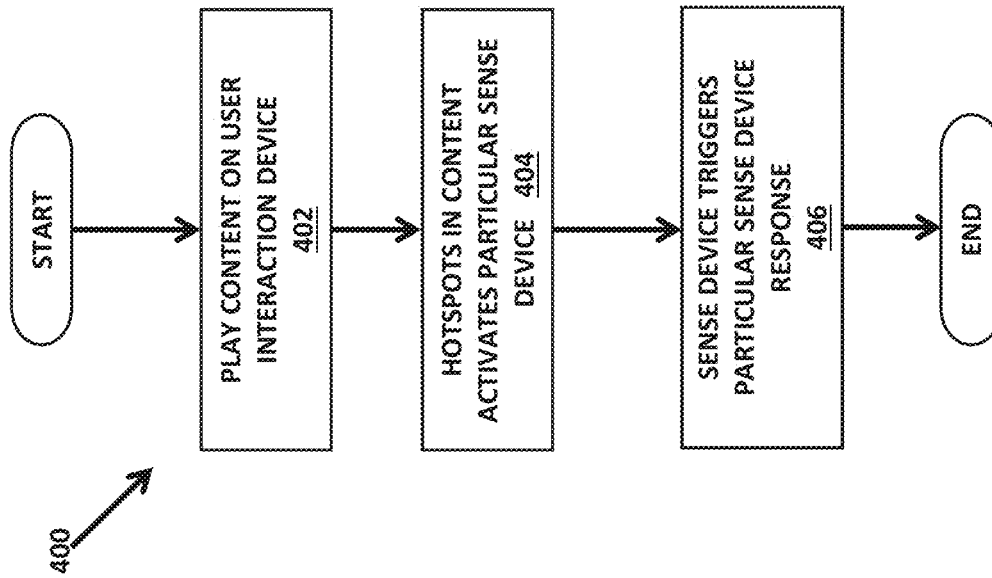 400
START
PLAY CONTENT ON USER
INTERACTION DEVICE
402
HOTSPOTS IN CONTENT
ACTIVATES PARTICULAR SENSE
DEVICE 404
SENSE DEVICE TRIGGERS
PARTICULAR SENSE DEVICE
RESPONSE
406
END